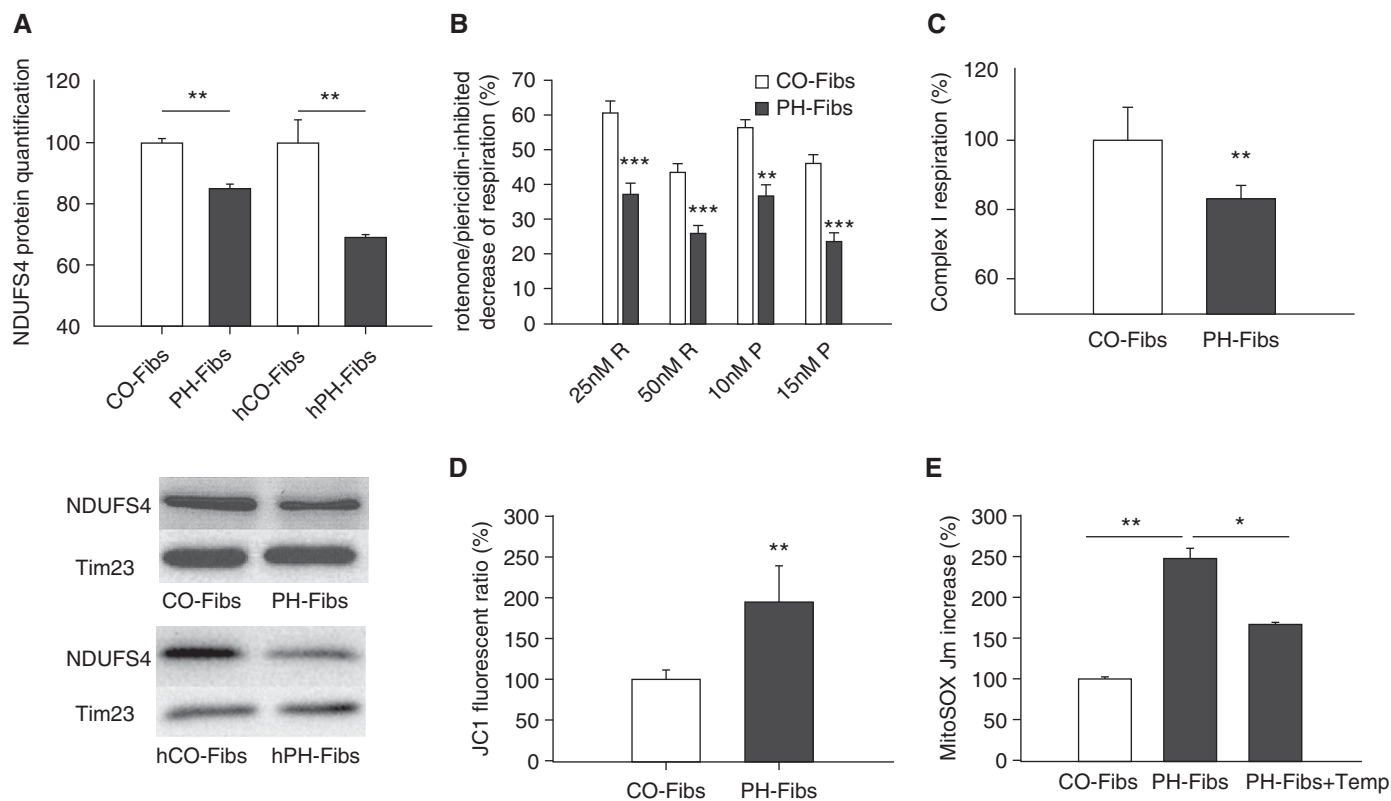 A
NDUFS4 protein quantification
120
100
80
60
40
**
**
CO-Fibs
PH-Fibs
hCO-Fibs
hPH-Fibs
NDUFS4
Tim23
CO-Fibs PH-Fibs
NDUFS4
Tim23
hCO-Fibs hPH-Fibs
B
rotenone/piericidin-inhibited
decrease of respiration (%)
70
60
50
40
30
20
10
0
CO-Fibs
PH-Fibs
***
***
**
***
25nM R
50nM R
10nM P
15nM P
C
Complex I respiration (%)
120
100
80
60
**
CO-Fibs PH-Fibs
D
JC1 fluorescent ratio (%)
300
250
200
150
100
50
0
**
CO-Fibs PH-Fibs
E
MitoSOX Jm increase (%)
300
250
200
150
100
50
0
**
*
CO-Fibs PH-Fibs PH-Fibs+Temp